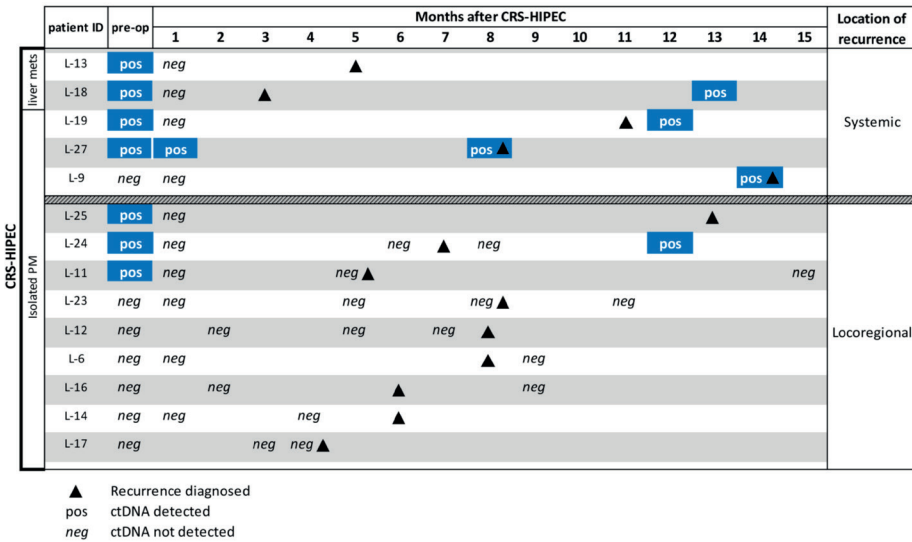 Months after CRS-HIPEC
patient ID pre-op 1 2 3 4 5 6 7 8 9 10 11 12 13 14 15 Location of recurrence
CRS-HIPEC
liver mets
L-13 pos neg ▲
L-18 pos neg ▲ pos
Isolated PM
L-19 pos neg ▲ pos
Systemic
L-27 pos pos pos ▲
L-9 neg neg pos ▲
L-25 pos neg ▲
L-24 pos neg neg ▲ neg pos
L-11 pos neg neg ▲ neg
L-23 neg neg neg neg ▲ neg
L-12 neg neg neg neg ▲
Locoregional
L-6 neg neg ▲ neg
L-16 neg neg ▲ neg
L-14 neg neg neg ▲
L-17 neg neg neg ▲
▲ Recurrence diagnosed
pos ctDNA detected
neg ctDNA not detected